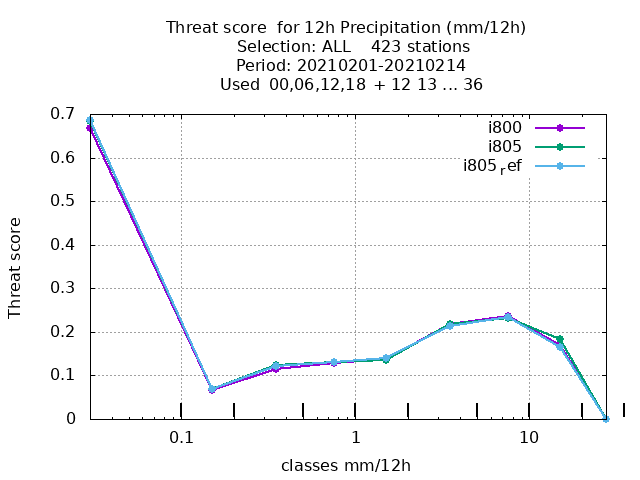 Threat score  for 12h Precipitation (mm/12h)
Selection: ALL    423 stations
Period: 20210201-20210214
Used  00,06,12,18  + 12 13 ... 36
i800
i805
i805ref
Threat score
0.7
0.6
0.5
0.4
0.3
0.2
0.1
0
0.1
1
10
classes mm/12h